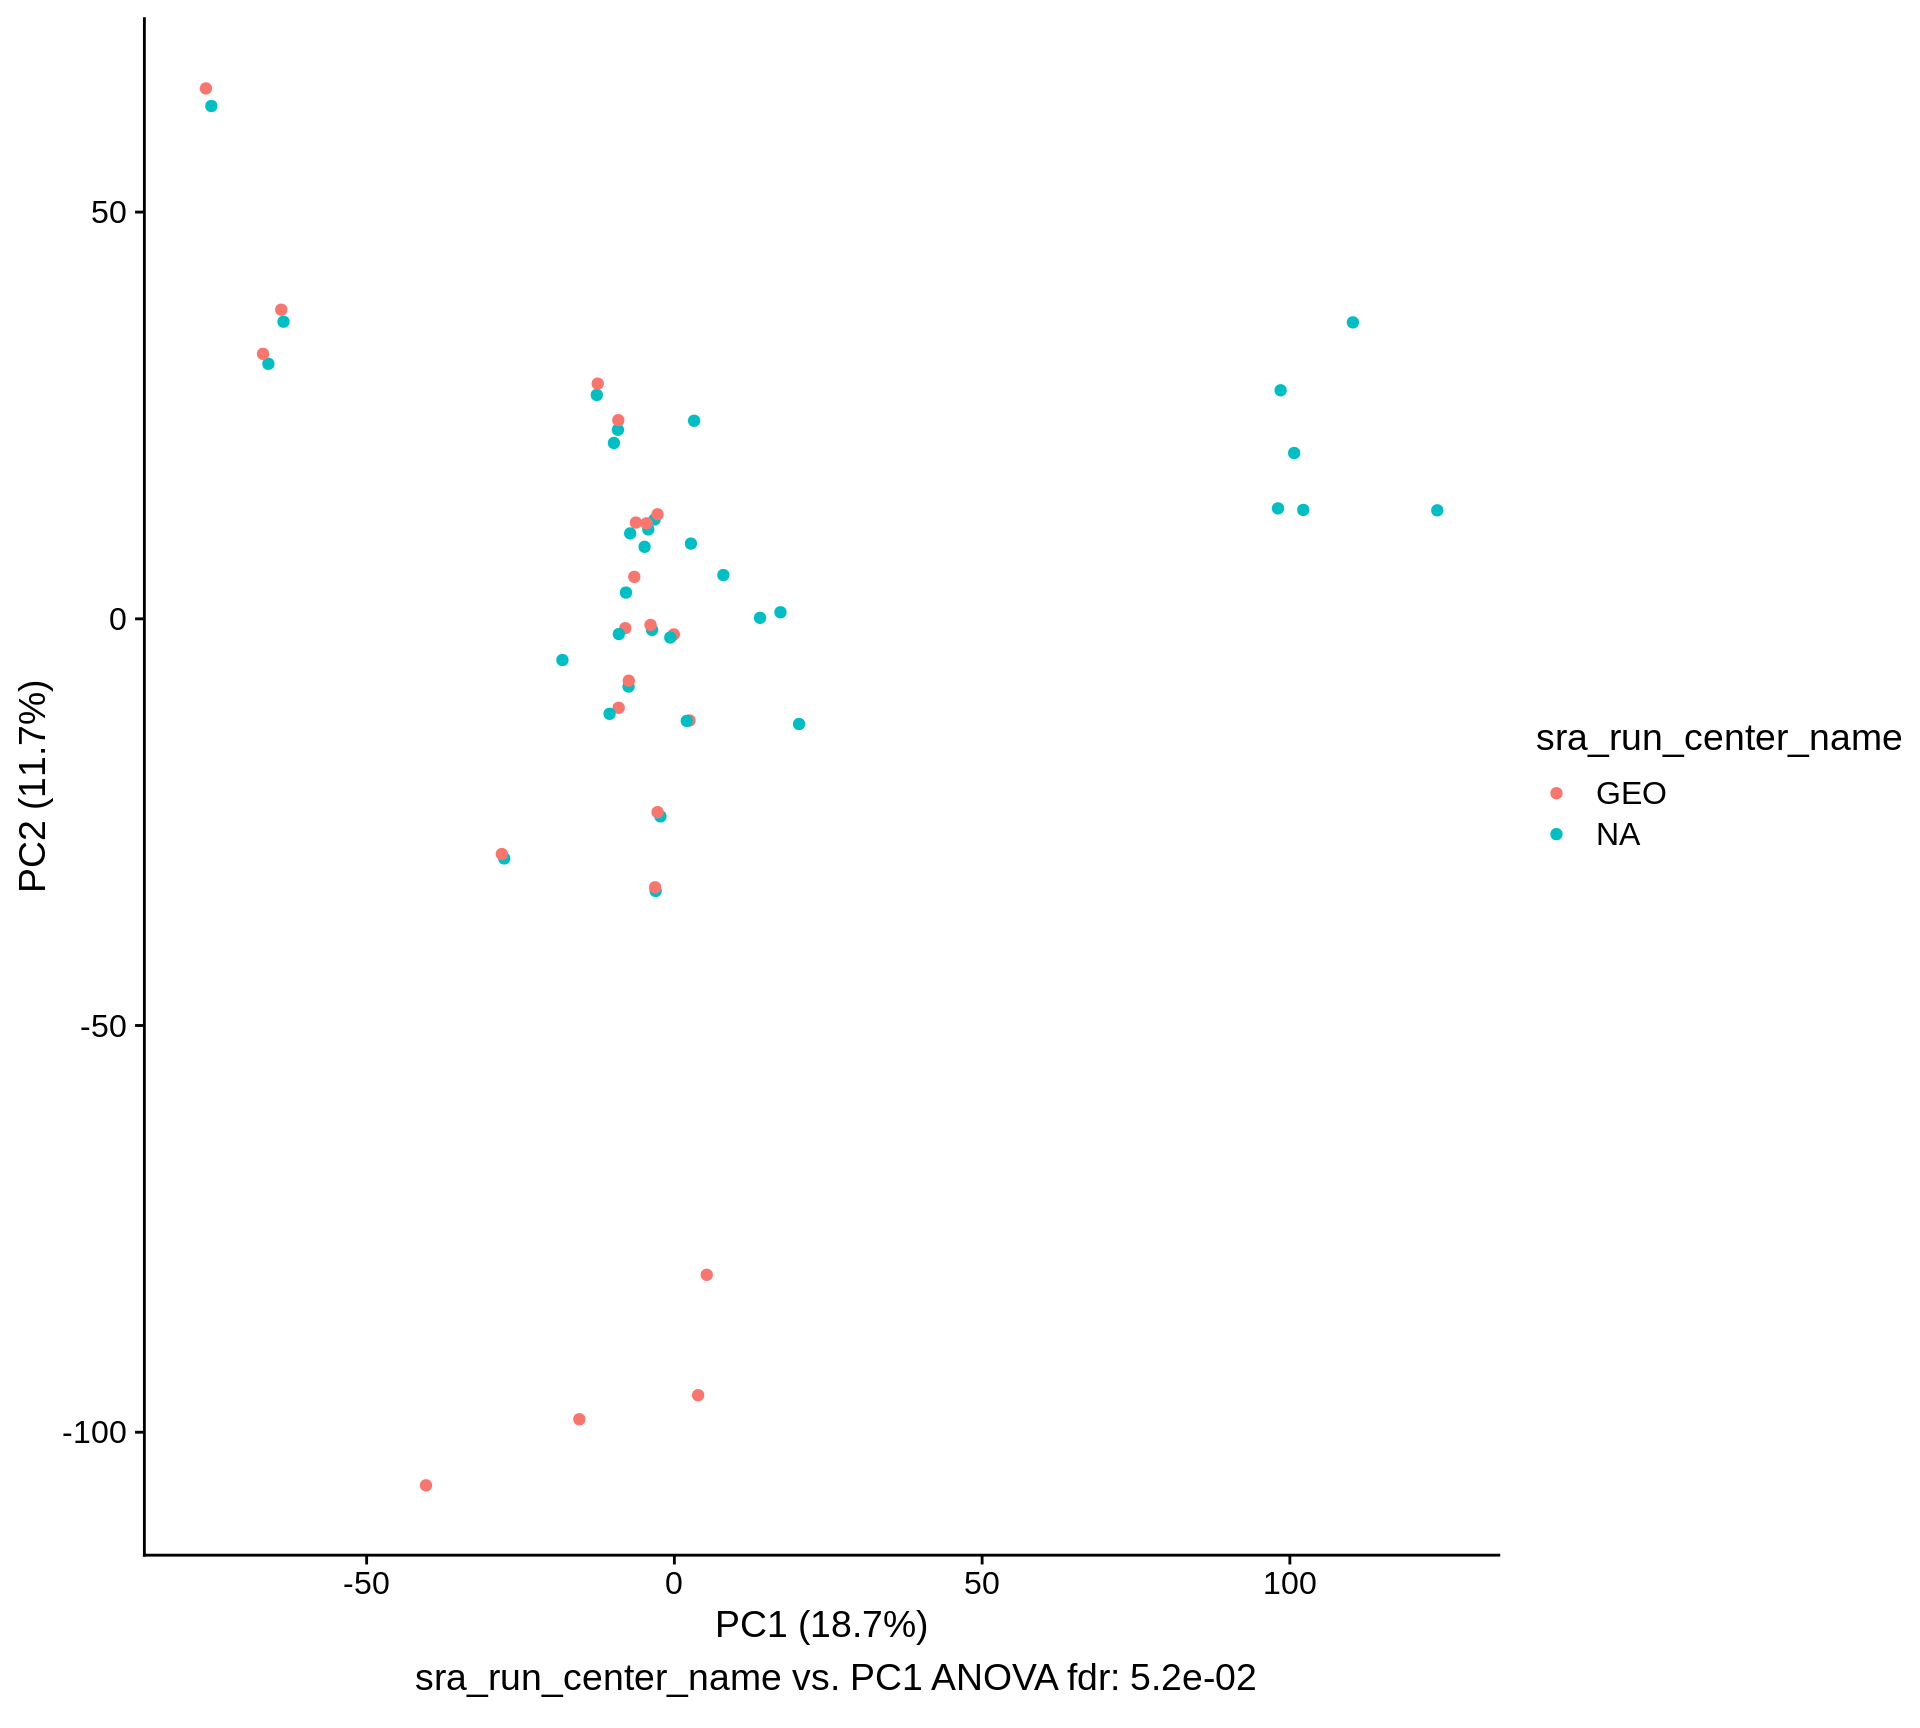 50
0
-50
-100
PC2 (11.7%)
-50 0 50 100
PC1 (18.7%)
sra_run_center_name vs. PC1 ANOVA fdr: 5.2e-02
sra_run_center_name
GEO
NA